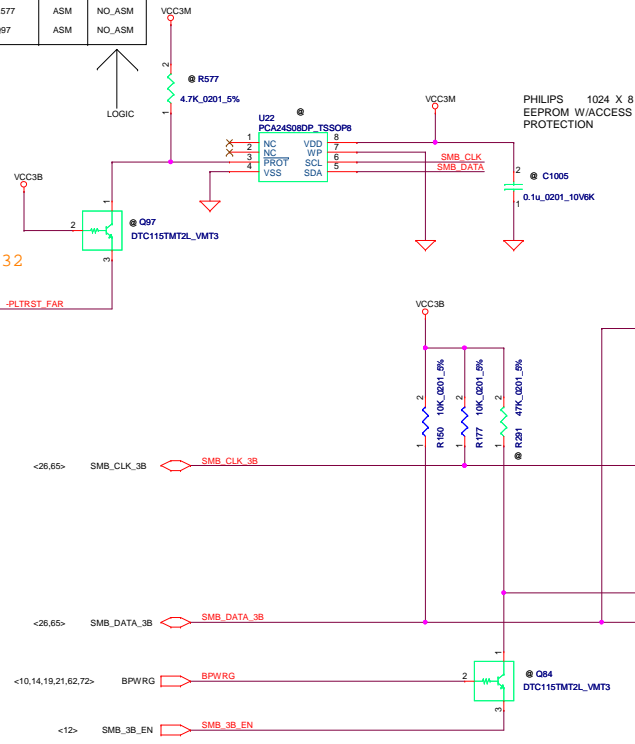 577 ASM NO_ASM
Q97 ASM NO_ASM
LOGIC
VCC3M
2
@ R577
4.7K_0201_5%
1
@
U22
PCA24S08DP_TSSOP8
1 NC VDD 8
2 NC WP 7
3 PROT SCL 6
4 VSS SDA 5
VCC3M
SMB_CLK
SMB_DATA
PHILIPS 1024 X 8
EEPROM W/ACCESS
PROTECTION
2 @ C1005
0.1u_0201_10V6K
1
VCC3B
1
2
@ Q97
DTC115TMT2L_VMT3
3
32
-PLTRST_FAR
VCC3B
2 1 R150 10K_0201_5%
2 1 R177 10K_0201_5%
2 1 @ R291 47K_0201_5%
<26,65> SMB_CLK_3B SMB_CLK_3B
<26,65> SMB_DATA_3B SMB_DATA_3B
<10,14,19,21,62,72> BPWRG BPWRG
1
2
@ Q84
DTC115TMT2L_VMT3
3
<12> SMB_3B_EN SMB_3B_EN